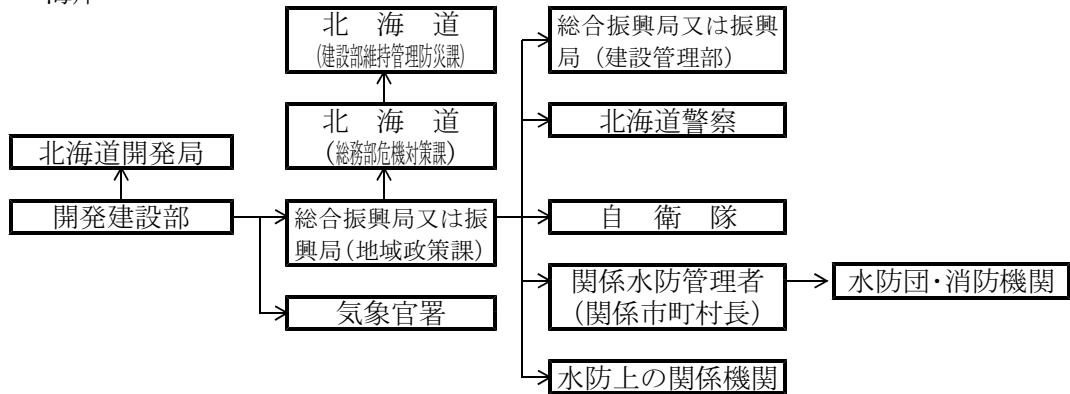 北海道
(建設部維持管理防災課)
総合振興局又は振興
局（建設管理部）
北海道
(総務部危機対策課)
北海道警察
北海道開発局
開発建設部
総合振興局又は振
興局(地域政策課)
自衛隊
関係水防管理者
(関係市町村長)
水防団・消防機関
気象官署
水防上の関係機関